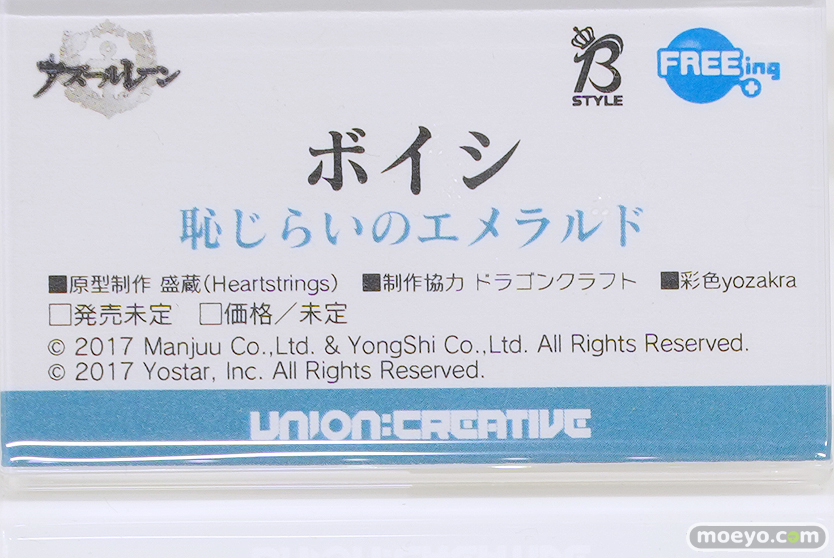 アズールレーン
B STYLE
FREEing
ボイシ
恥じらいのエメラルド
■原型制作 盛蔵(Heartstrings) ■制作協力 ドラゴンクラフト ■彩色yozakra
□発売未定 □価格／未定
© 2017 Manjuu Co.,Ltd. & YongShi Co.,Ltd. All Rights Reserved.
© 2017 Yostar, Inc. All Rights Reserved.
UNION:CREATIVE
moeyo.com